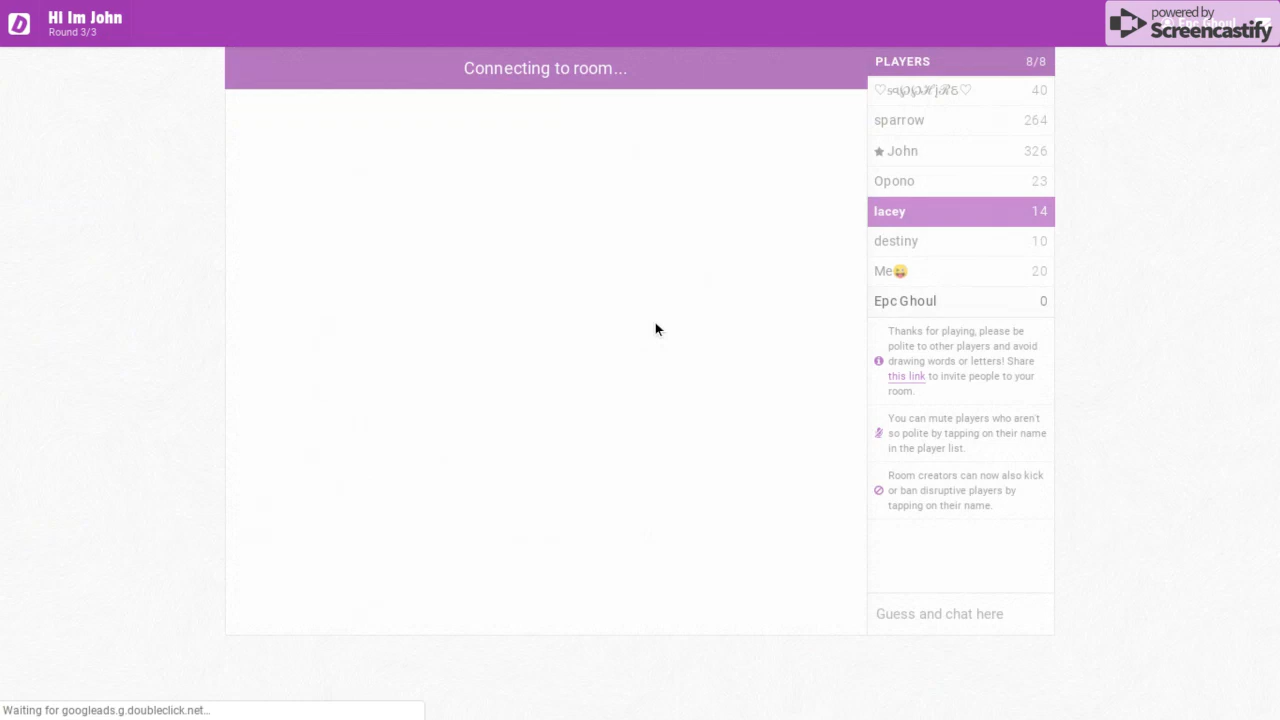 HI Im John
Round 3/3
powered by
Screencastify
Connecting to room...
PLAYERS 8/8
40
sparrow 264
John 326
Opono 23
lacey 14
destiny 10
Me😜 20
Epc Ghoul 0
Thanks for playing, please be
polite to other players and avoid
drawing words or letters! Share
this link to invite people to your
room.
You can mute players who aren't
so polite by tapping on their name
in the player list.
Room creators can now also kick
or ban disruptive players by
tapping on their name.
Guess and chat here
Waiting for googleads.g.doubleclick.net...